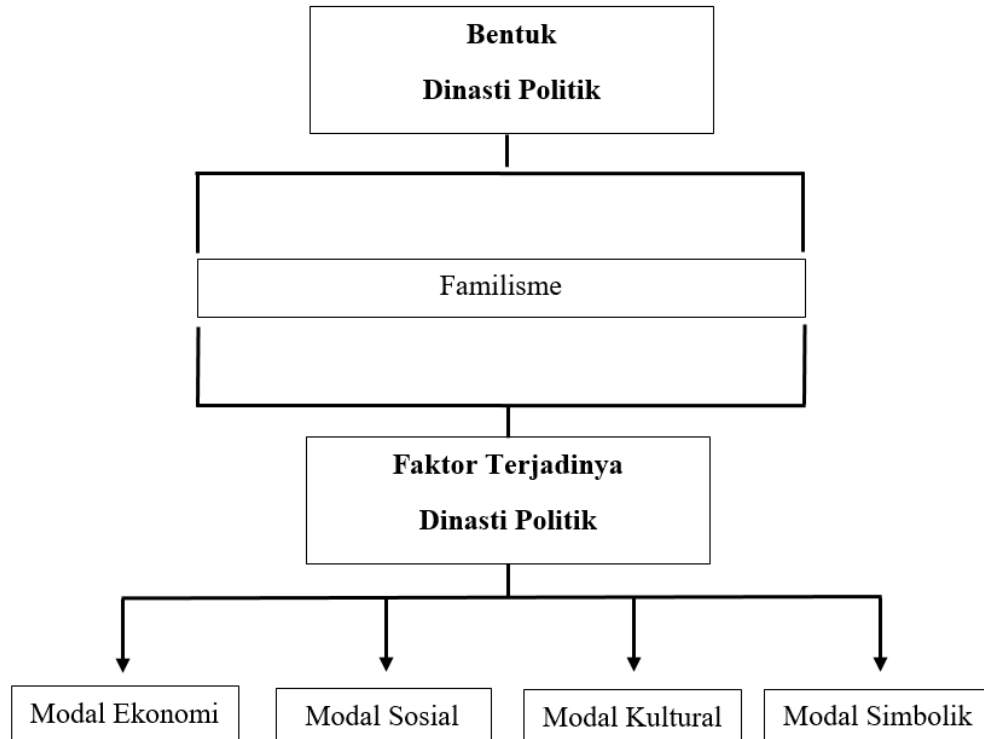 Bentuk
Dinasti Politik
Familisme
Faktor Terjadinya
Dinasti Politik
Modal Ekonomi
Modal Sosial
Modal Kultural
Modal Simbolik